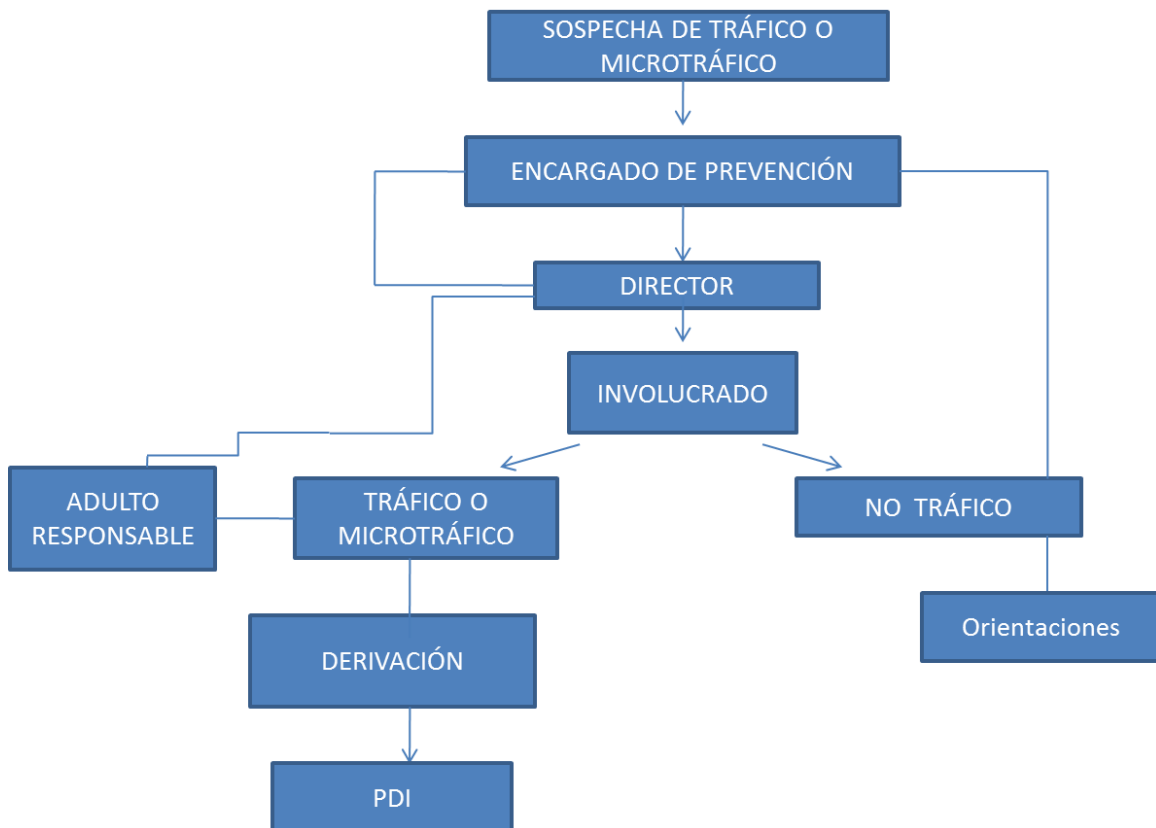 SOSPECHA DE TRÁFICO O
MICROTRÁFICO
ENCARGADO DE PREVENCIÓN
DIRECTOR
INVOLUCRADO
ADULTO
RESPONSABLE
TRÁFICO O
MICROTRÁFICO
NO TRÁFICO
Orientaciones
DERIVACIÓN
PDI